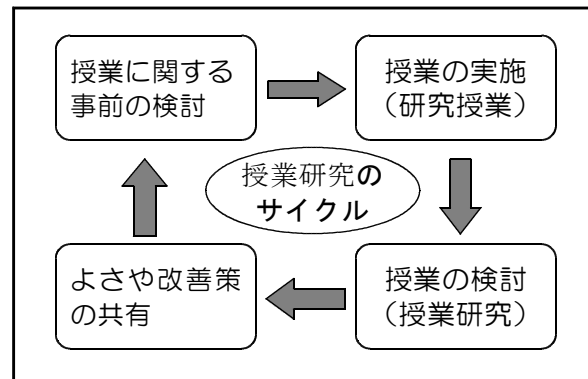 授業に関する
事前の検討
授業の実施
（研究授業）
授業研究の
サイクル
よさや改善策
の共有
授業の検討
（授業研究）